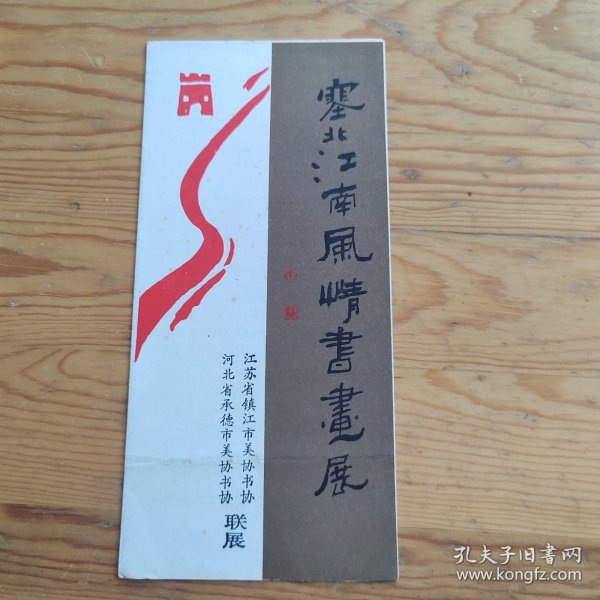 塞北江南風情書畫展
江苏省镇江市美协书协
河北省承德市美协书协
联展
孔夫子旧书网
www.kongfz.com